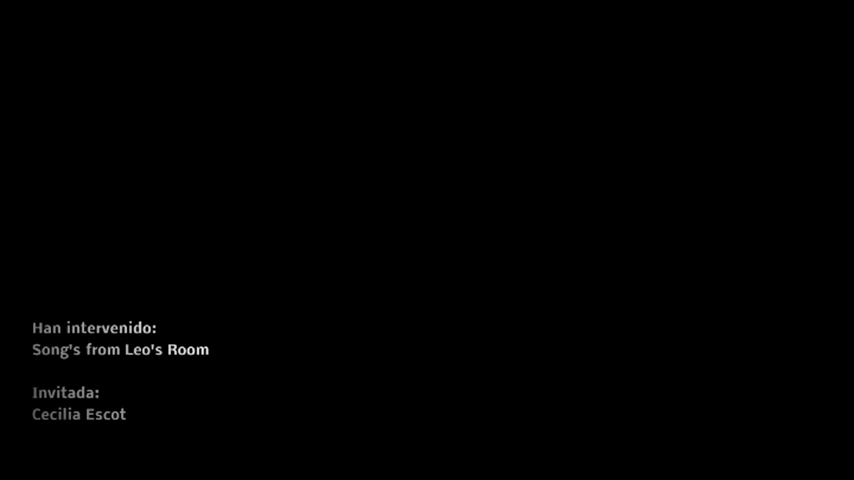 Han intervenido:
Song's from Leo's Room
Invitada:
Cecilia Escot